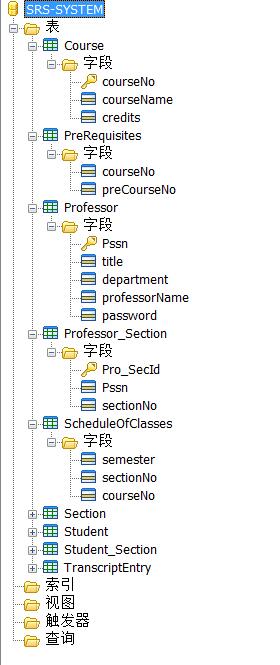 SRS-SYSTEM
表
Course
字段
courseNo
courseName
credits
PreRequisites
字段
courseNo
preCourseNo
Professor
字段
Pssn
title
department
professorName
password
Professor_Section
字段
Pro_SecId
Pssn
sectionNo
ScheduleOfClasses
字段
semester
sectionNo
courseNo
Section
Student
Student_Section
TranscriptEntry
索引
视图
触发器
查询